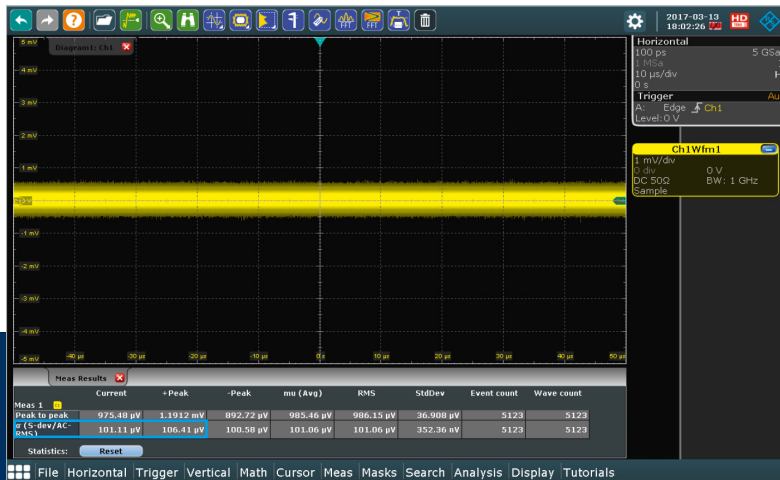 2017-03-13
HD
18:02:26
Diagram1: Ch1
5 mV
4 mV
3 mV
2 mV
1 mV
-1 mV
-2 mV
-3 mV
-4 mV
-5 mV
-40 µs -30 µs -20 µs -10 µs 0 s 10 µs 20 µs 30 µs 40 µs 50 µs
Horizontal
100 ps 5 GSa
1 MSa
10 µs/div
0 s
Trigger Au
A: Edge Ch1
Level: 0 V
Ch1Wfm1
1 mV/div
0 div 0 V
DC 50Ω BW: 1 GHz
Sample
Meas Results
Current +Peak -Peak mu (Avg) RMS StdDev Event count Wave count
Meas 1
Peak to peak 975.48 µV 1.1912 mV 892.72 µV 985.46 µV 986.15 µV 36.908 µV 5123 5123
σ (S-dev/AC-RMS) 101.11 µV 106.41 µV 100.58 µV 101.06 µV 101.06 µV 352.36 nV 5123 5123
Statistics: Reset
File Horizontal Trigger Vertical Math Cursor Meas Masks Search Analysis Display Tutorials